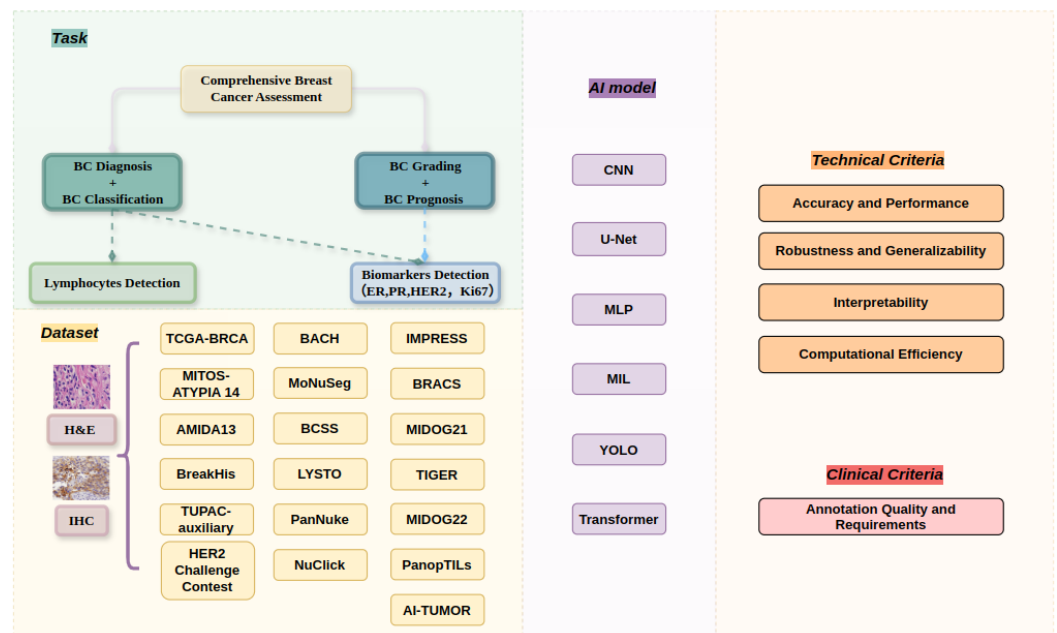 Task
Comprehensive Breast
Cancer Assessment
BC Diagnosis
+
BC Classification
BC Grading
+
BC Prognosis
Lymphocytes Detection
Biomarkers Detection
(ER,PR,HER2，Ki67)
Dataset
H&E
IHC
TCGA-BRCA
MITOS-
ATYPIA 14
AMIDA13
BreakHis
TUPAC-
auxiliary
HER2
Challenge
Contest
BACH
MoNuSeg
BCSS
LYSTO
PanNuke
NuClick
IMPRESS
BRACS
MIDOG21
TIGER
MIDOG22
PanopTILs
AI-TUMOR
AI model
CNN
U-Net
MLP
MIL
YOLO
Transformer
Technical Criteria
Accuracy and Performance
Robustness and Generalizability
Interpretability
Computational Efficiency
Clinical Criteria
Annotation Quality and
Requirements